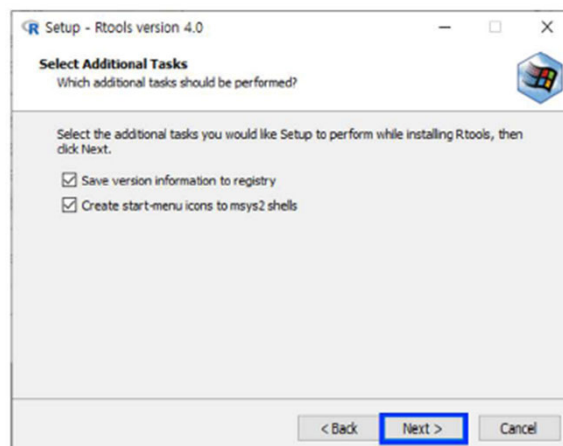 Setup - Rtools version 4.0
Select Additional Tasks
Which additional tasks should be performed?
Select the additional tasks you would like Setup to perform while installing Rtools, then
click Next.
Save version information to registry
Create start-menu icons to msys2 shells
< Back Next > Cancel